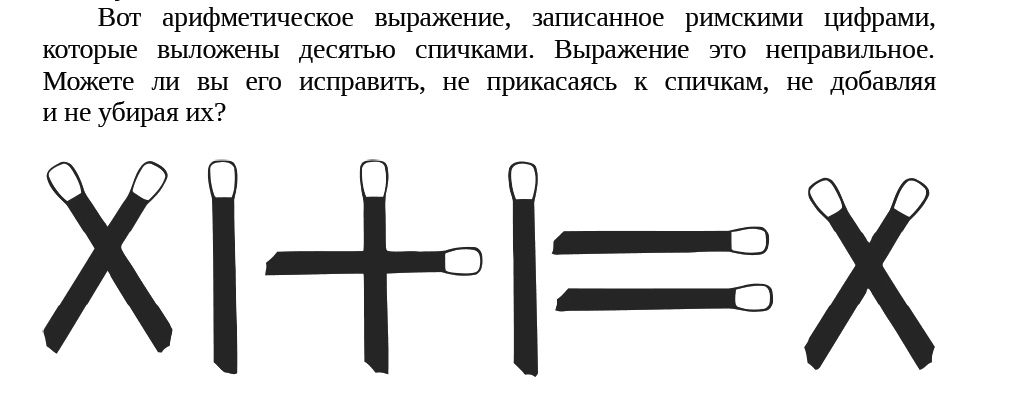 Вот арифметическое выражение, записанное римскими цифрами,
которые выложены десятью спичками. Выражение это неправильное.
Можете ли вы его исправить, не прикасаясь к спичкам, не добавляя
и не убирая их?
XI+I=X